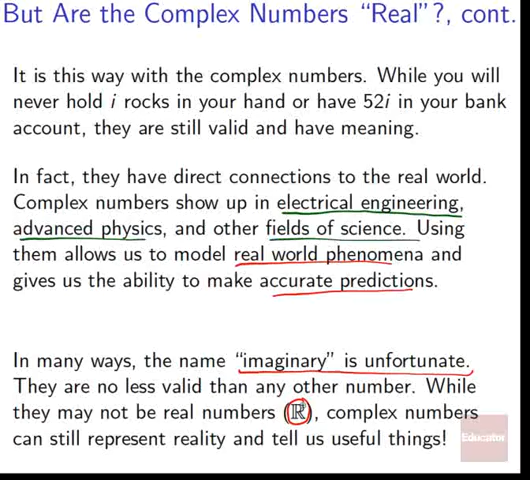 But Are the Complex Numbers “Real”?, cont.
It is this way with the complex numbers. While you will
never hold i rocks in your hand or have 52i in your bank
account, they are still valid and have meaning.
In fact, they have direct connections to the real world.
Complex numbers show up in electrical engineering,
advanced physics, and other fields of science. Using
them allows us to model real world phenomena and
gives us the ability to make accurate predictions.
In many ways, the name “imaginary” is unfortunate.
They are no less valid than any other number. While
they may not be real numbers (ℝ), complex numbers
can still represent reality and tell us useful things!
Educator